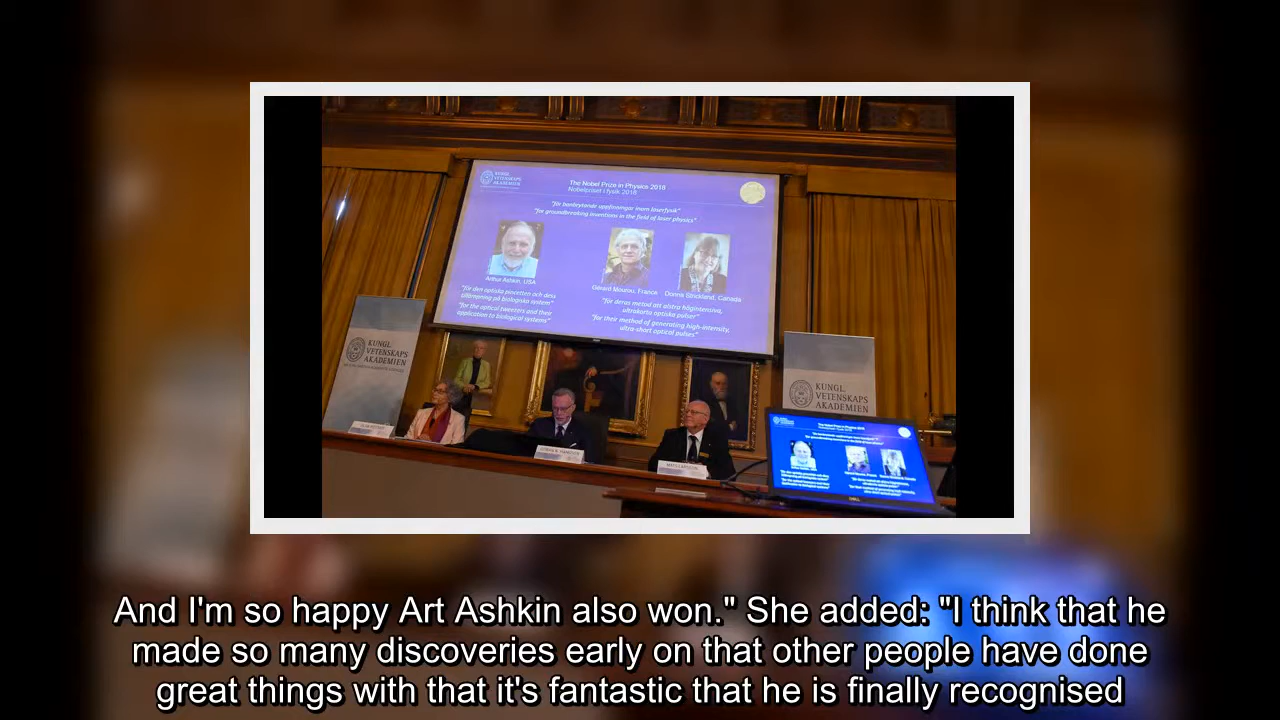 KUNGL.
VETENSKAPS
AKADEMIEN
The Nobel Prize in Physics 2018
Nobelpriset i fysik 2018
"för banbrytande uppfinningar inom laserfysik"
"for groundbreaking inventions in the field of laser physics"
Arthur Ashkin, USA
Gérard Mourou, France
Donna Strickland, Canada
"för den optiska pincetten och dess
tillämpning på biologiska system"
"for the optical tweezers and their
application to biological systems"
"för deras metod att alstra högintensiva,
ultrakorta optiska pulser"
"for their method of generating high-intensity,
ultra-short optical pulses"
KUNGL.
VETENSKAPS
AKADEMIEN
KUNGL.
VETENSKAPS
AKADEMIEN
And I'm so happy Art Ashkin also won." She added: "I think that he
made so many discoveries early on that other people have done
great things with that it's fantastic that he is finally recognised